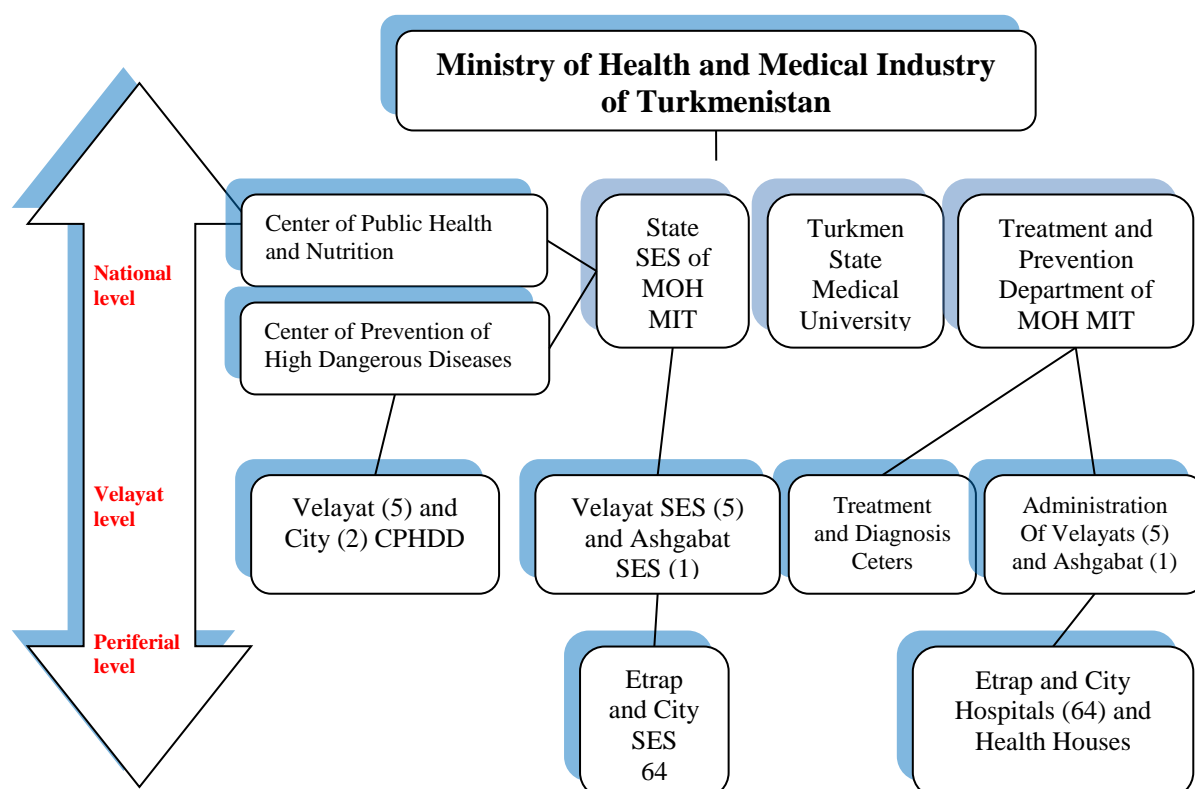 Ministry of Health and Medical Industry
of Turkmenistan
Center of Public Health
and Nutrition
State
SES of
MOH
MIT
Turkmen
State
Medical
University
Treatment and
Prevention
Department of
MOH MIT
National
level
Center of Prevention of
High Dangerous Diseases
Velayat
level
Velayat (5) and
City (2) CPHDD
Velayat SES (5)
and Ashgabat
SES (1)
Treatment
and Diagnosis
Ceters
Administration
Of Velayats (5)
and Ashgabat (1)
Periferial
level
Etrap
and City
SES
64
Etrap and City
Hospitals (64) and
Health Houses